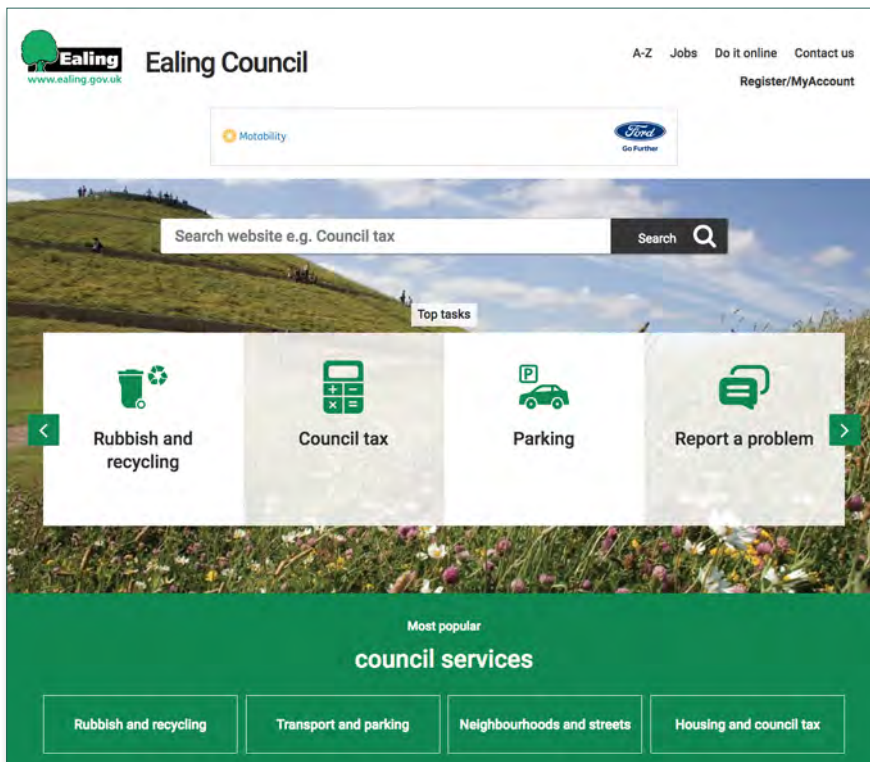 Ealing
www.ealing.gov.uk
Ealing Council
A-Z Jobs Do it online Contact us
Register/MyAccount
Motability
Ford
Go Further
Search website e.g. Council tax
Search
Top tasks
P
Rubbish and
recycling
Council tax
Parking
Report a problem
Most popular
council services
Rubbish and recycling
Transport and parking
Neighbourhoods and streets
Housing and council tax